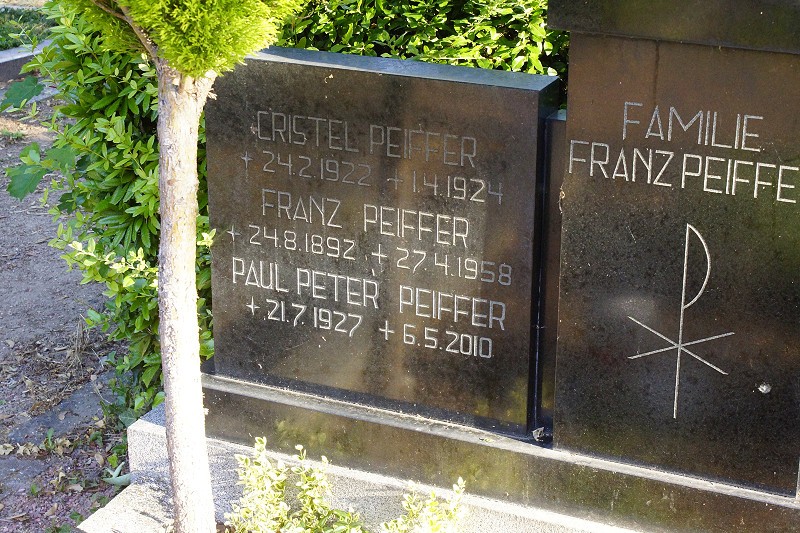 CRISTEL PEIFFER
+ 24.2.1922 + 1.4.1924
FRANZ PEIFFER
+ 24.8.1892 + 27.4.1958
PAUL PETER PEIFFER
+ 21.7.1927 + 6.5.2010
FAMILIE
FRANZ PEIFFE